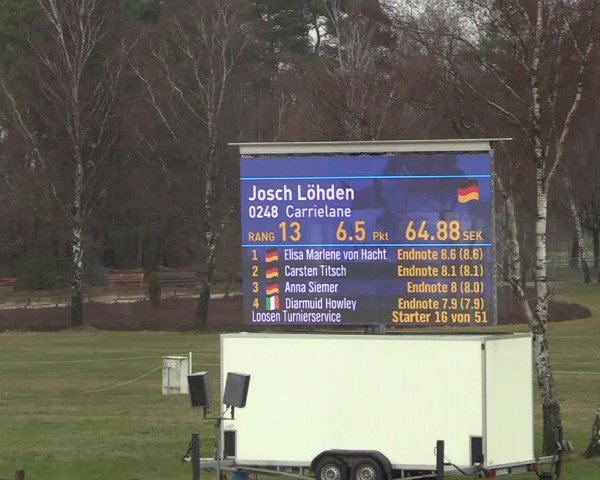 Josch Löhden
0248 Carrielane
RANG 13 6.5 Pkt 64.88 SEK
1 Elisa Marlene von Hacht Endnote 8.6 (8.6)
2 Carsten Titsch Endnote 8.1 (8.1)
3 Anna Siemer Endnote 8 (8.0)
4 Diarmuid Howley Endnote 7.9 (7.9)
Loosen Turnierservice Starter 16 von 51